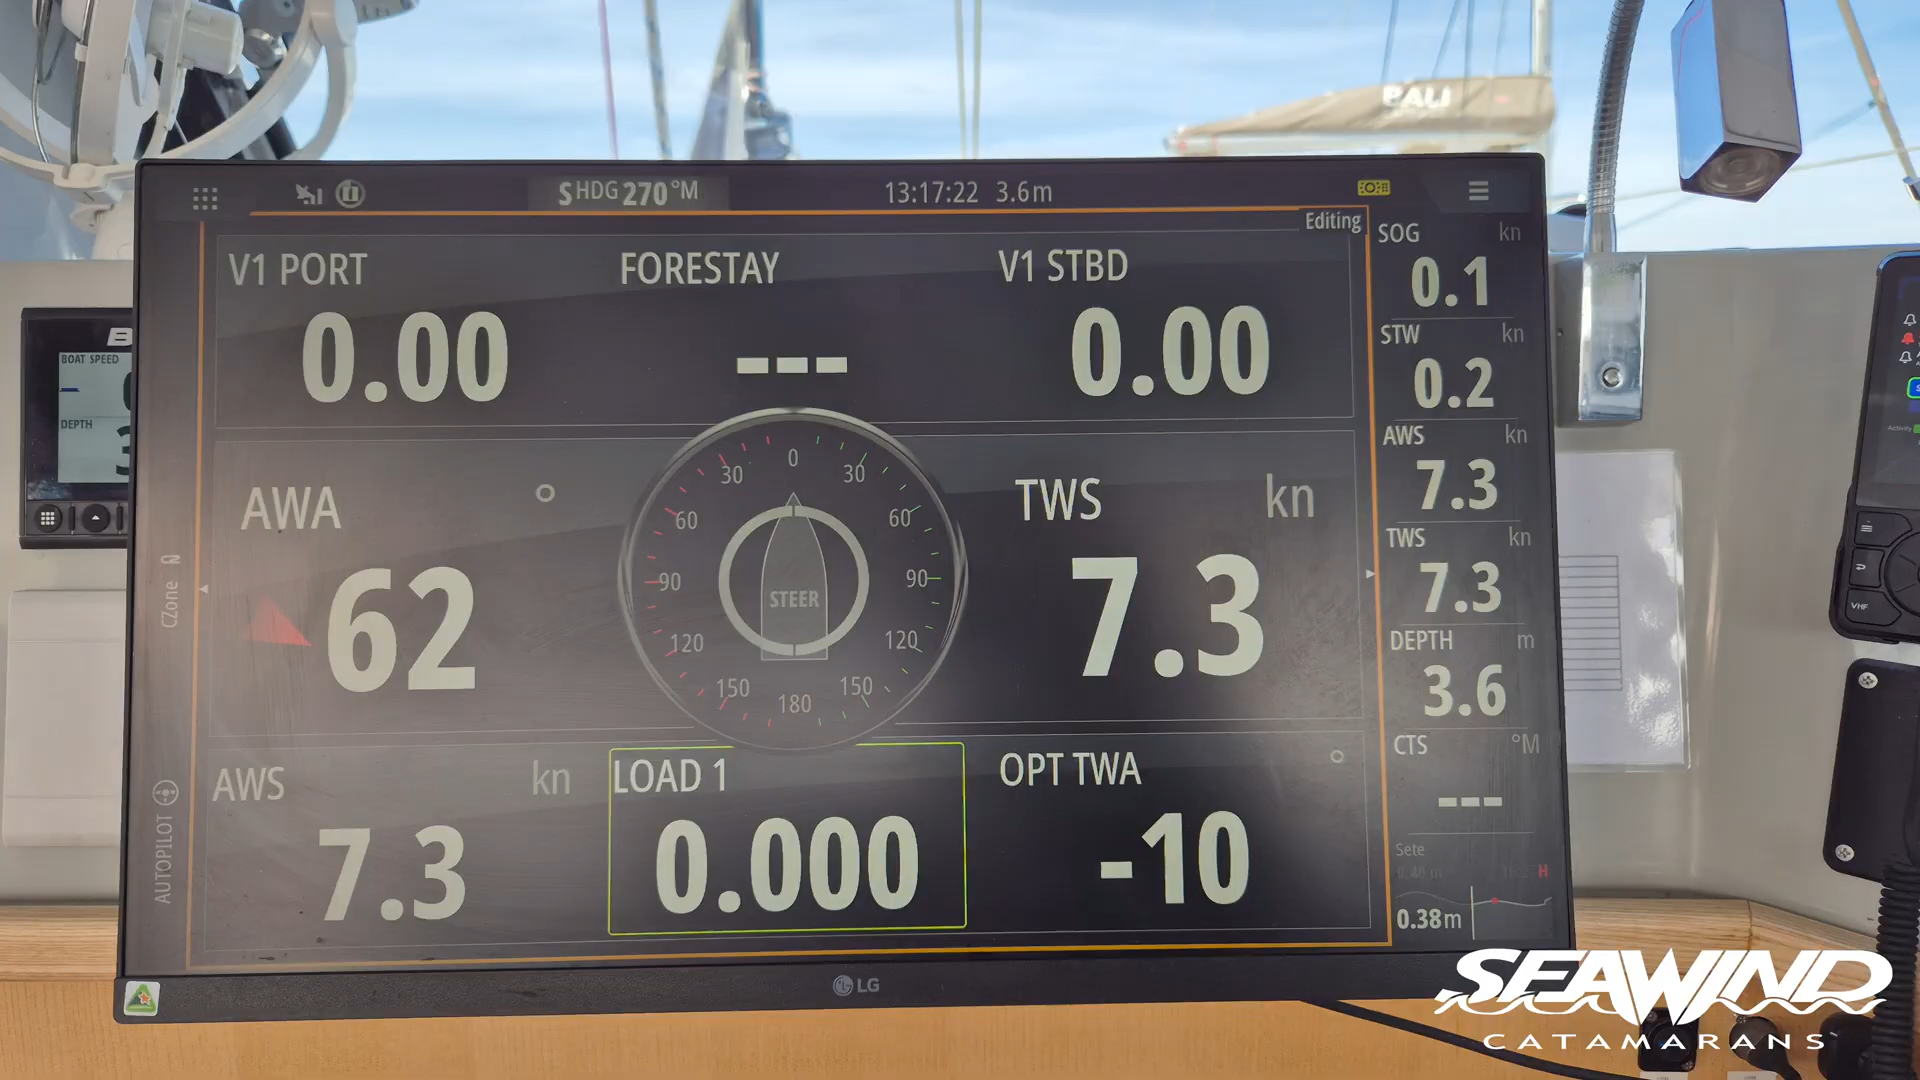 BALI
S HDG 270 °M
13:17:22 3.6m
Editing
V1 PORT
0.00
FORESTAY
---
V1 STBD
0.00
AWA °
62
0
30 30
60 60
90 90
120 120
150 150
180
STEER
TWS kn
7.3
AWS kn
7.3
LOAD 1
0.000
OPT TWA °
-10
SOG kn
0.1
STW kn
0.2
AWS kn
7.3
TWS kn
7.3
DEPTH m
3.6
CTS °M
---
Sete
0.40 m
H
0.38m
CZone
AUTOPILOT
LG
BOAT SPEED
DEPTH
Activity
VHF
SEAWIND
CATAMARANS